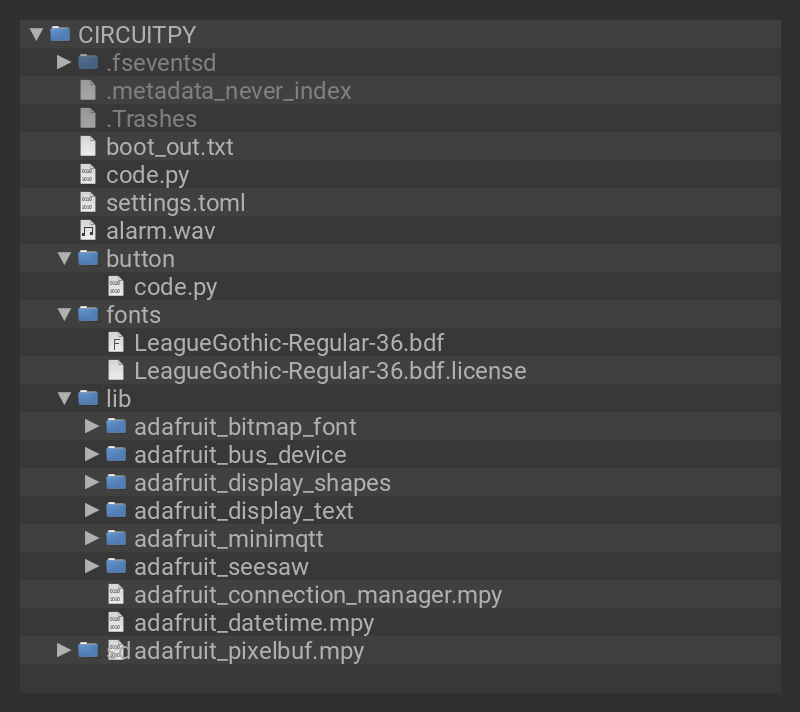 CIRCUITPY
.fseventsd
.metadata_never_index
.Trashes
boot_out.txt
code.py
settings.toml
alarm.wav
button
code.py
fonts
LeagueGothic-Regular-36.bdf
LeagueGothic-Regular-36.bdf.license
lib
adafruit_bitmap_font
adafruit_bus_device
adafruit_display_shapes
adafruit_display_text
adafruit_minimqtt
adafruit_seesaw
adafruit_connection_manager.mpy
adafruit_datetime.mpy
sd adafruit_pixelbuf.mpy